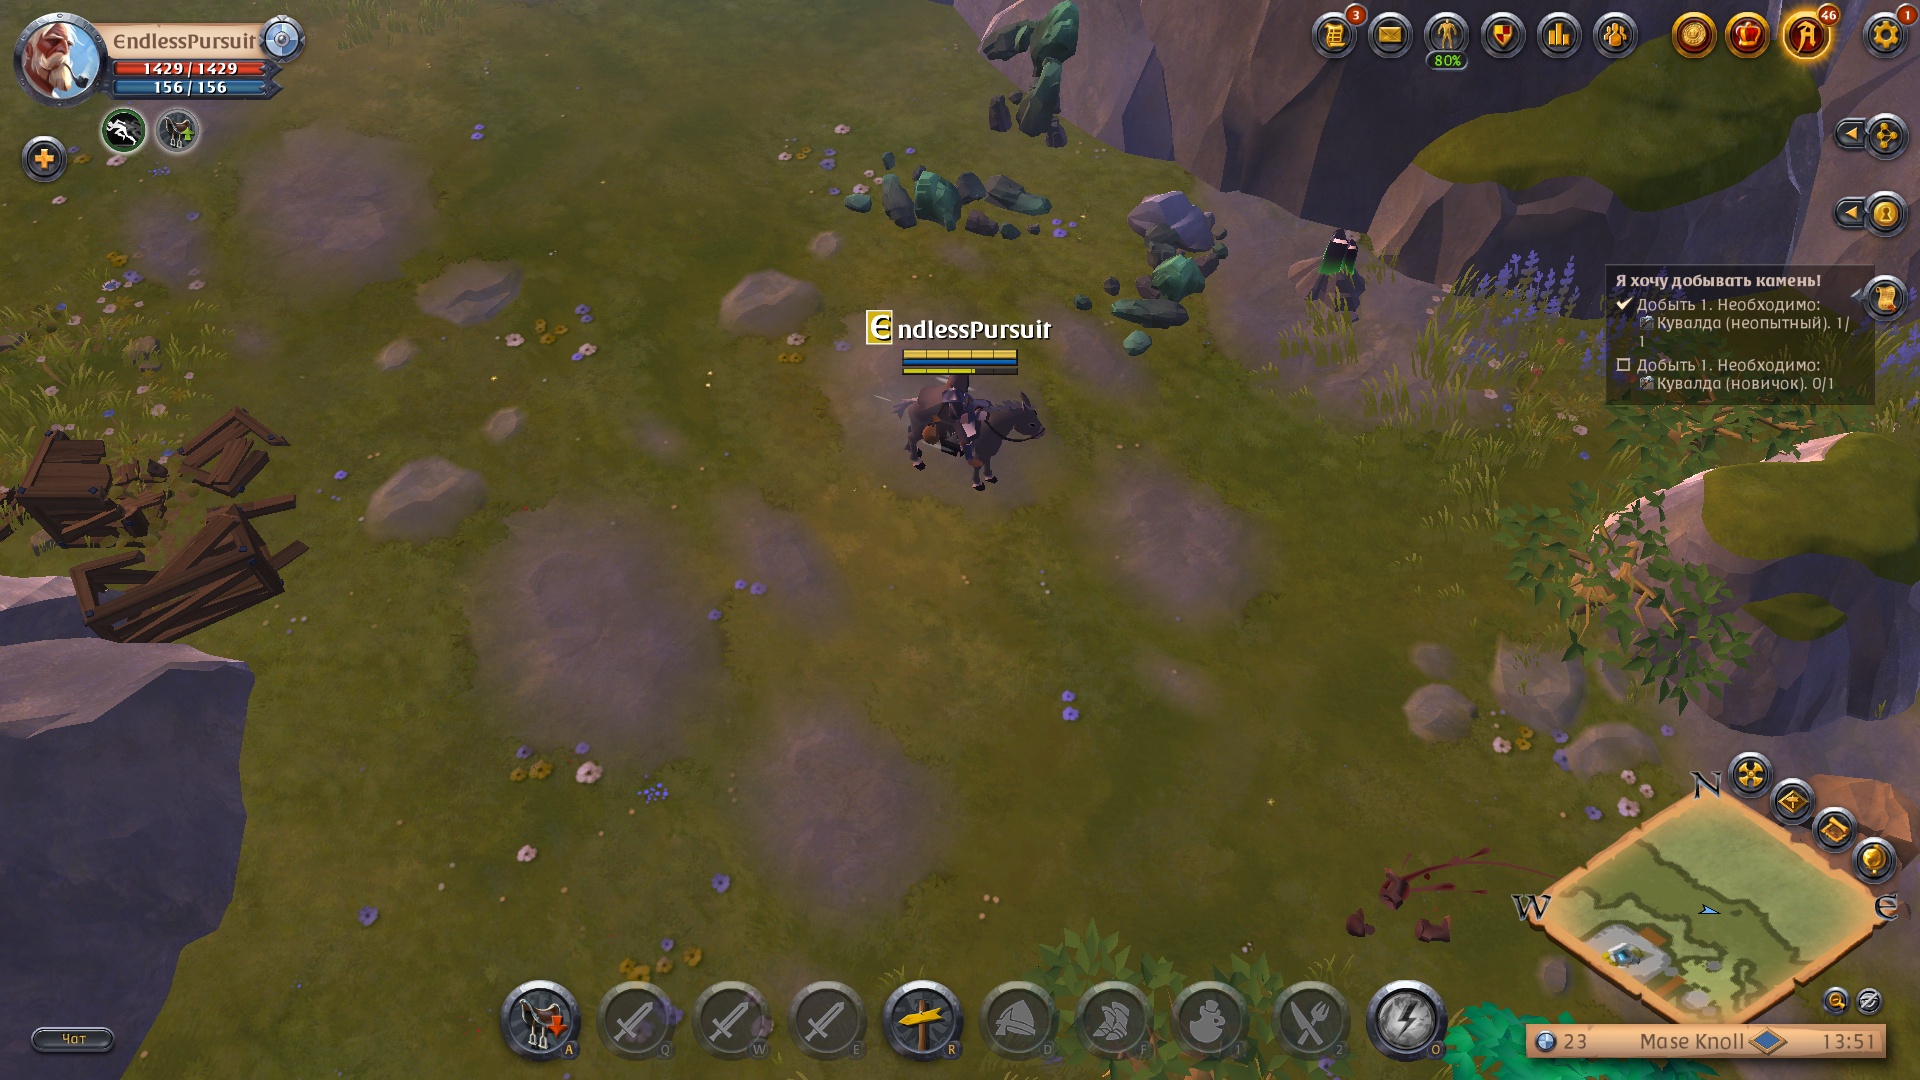 EndlessPursuit
1429 / 1429
156 / 156
3
80%
46
1
Я хочу добывать камень!
Добыть 1. Необходимо:
Кувалда (неопытный). 1/
1
Добыть 1. Необходимо:
Кувалда (новичок). 0/1
EndlessPursuit
N
W
E
A
Q
W
E
R
D
F
1
2
O
Чат
23
Mase Knoll
13:51